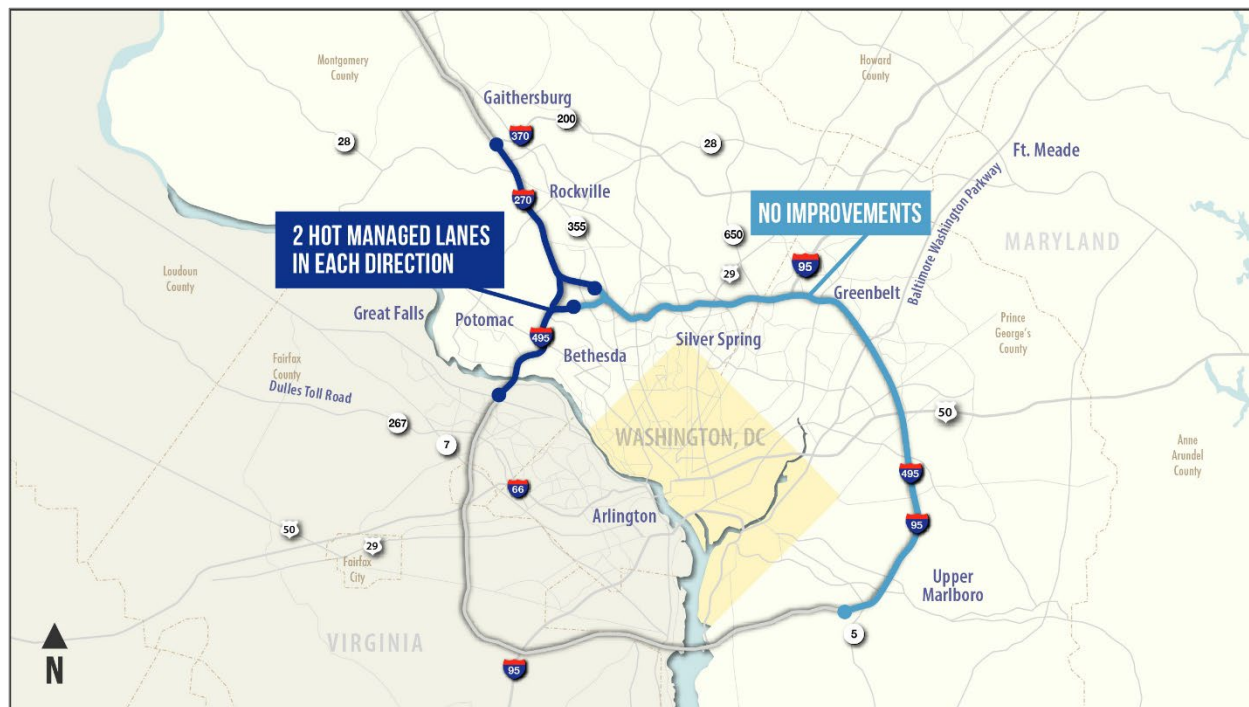 Montgomery
County
Howard
County
Gaithersburg
370
200
28
28
Ft. Meade
Rockville
270
355
650
NO IMPROVEMENTS
Baltimore Washington Parkway
MARYLAND
2 HOT MANAGED LANES
IN EACH DIRECTION
29
95
Greenbelt
Loudoun
County
Great Falls
Potomac
495
Bethesda
Silver Spring
Prince
George's
County
Fairfax
County
Dulles Toll Road
267
7
50
WASHINGTON, DC
Anne
Arundel
County
66
495
Arlington
95
50
29
Fairfax
City
Upper
Marlboro
5
VIRGINIA
N
95